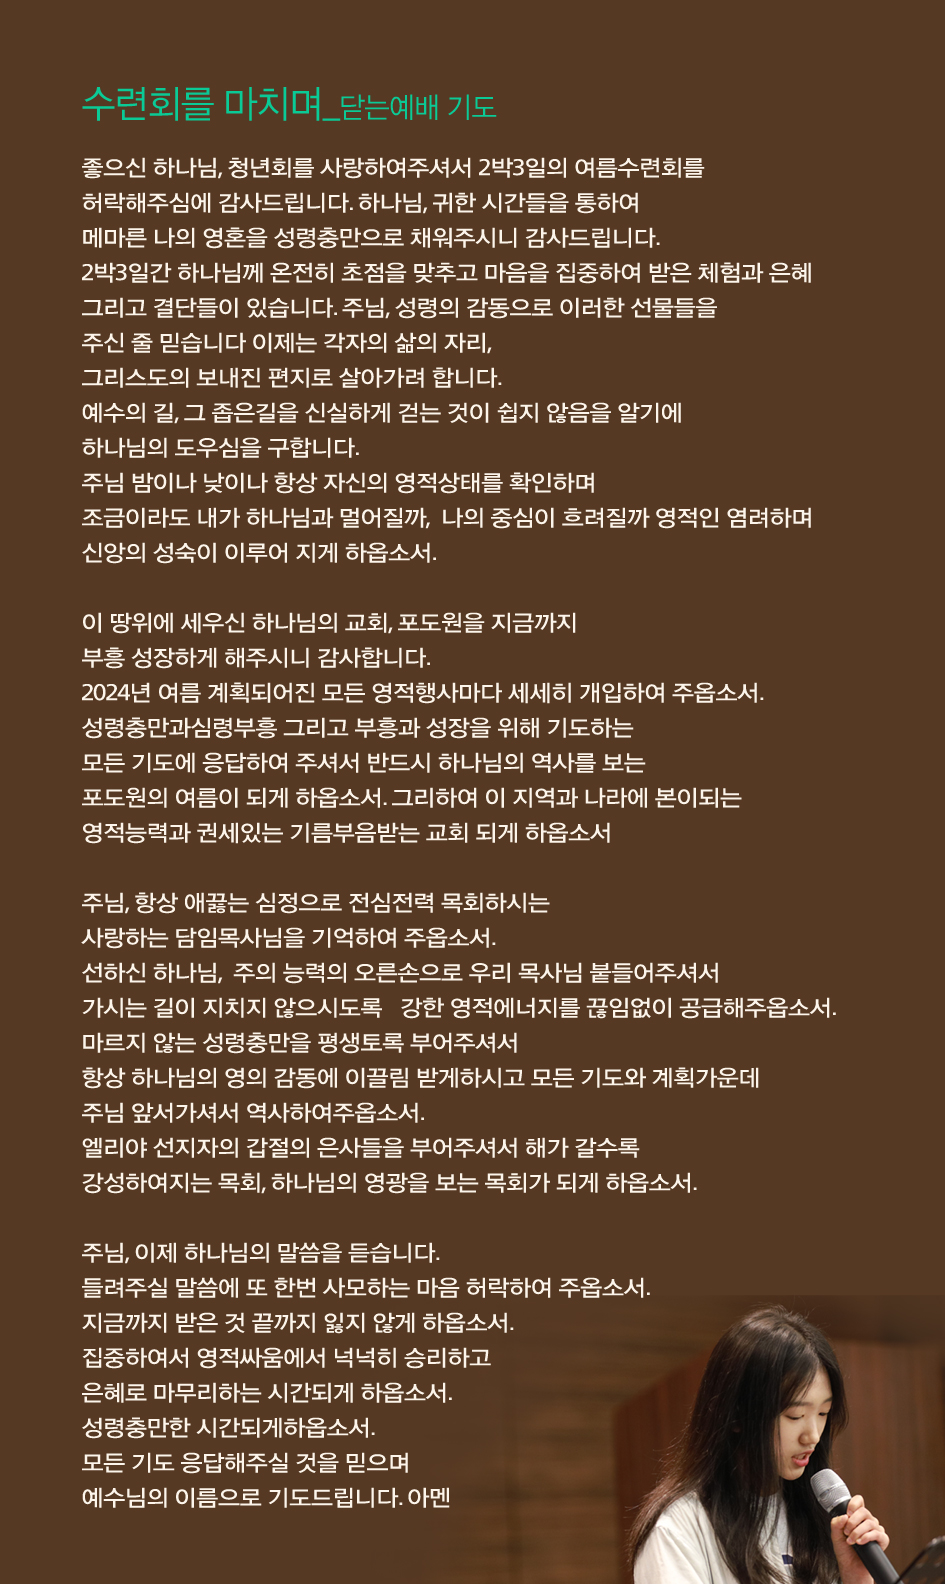 수련회를 마치며_닫는예배 기도
좋으신 하나님, 청년회를 사랑하여주셔서 2박3일의 여름수련회를
허락해주심에 감사드립니다. 하나님, 귀한 시간들을 통하여
메마른 나의 영혼을 성령충만으로 채워주시니 감사드립니다.
2박3일간 하나님께 온전히 초점을 맞추고 마음을 집중하여 받은 체험과 은혜
그리고 결단들이 있습니다. 주님, 성령의 감동으로 이러한 선물들을
주신 줄 믿습니다 이제는 각자의 삶의 자리,
그리스도의 보내진 편지로 살아가려 합니다.
예수의 길, 그 좁은길을 신실하게 걷는 것이 쉽지 않음을 알기에
하나님의 도우심을 구합니다.
주님 밤이나 낮이나 항상 자신의 영적상태를 확인하며
조금이라도 내가 하나님과 멀어질까, 나의 중심이 흐려질까 영적인 염려하며
신앙의 성숙이 이루어 지게 하옵소서.
이 땅위에 세우신 하나님의 교회, 포도원을 지금까지
부흥 성장하게 해주시니 감사합니다.
2024년 여름 계획되어진 모든 영적행사마다 세세히 개입하여 주옵소서.
성령충만과심령부흥 그리고 부흥과 성장을 위해 기도하는
모든 기도에 응답하여 주셔서 반드시 하나님의 역사를 보는
포도원의 여름이 되게 하옵소서. 그리하여 이 지역과 나라에 본이되는
영적능력과 권세있는 기름부음받는 교회 되게 하옵소서
주님, 항상 애끓는 심정으로 전심전력 목회하시는
사랑하는 담임목사님을 기억하여 주옵소서.
선하신 하나님, 주의 능력의 오른손으로 우리 목사님 붙들어주셔서
가시는 길이 지치지 않으시도록 강한 영적에너지를 끊임없이 공급해주옵소서.
마르지 않는 성령충만을 평생토록 부어주셔서
항상 하나님의 영의 감동에 이끌림 받게하시고 모든 기도와 계획가운데
주님 앞서가셔서 역사하여주옵소서.
엘리야 선지자의 갑절의 은사들을 부어주셔서 해가 갈수록
강성하여지는 목회, 하나님의 영광을 보는 목회가 되게 하옵소서.
주님, 이제 하나님의 말씀을 듣습니다.
들려주실 말씀에 또 한번 사모하는 마음 허락하여 주옵소서.
지금까지 받은 것 끝까지 잃지 않게 하옵소서.
집중하여서 영적싸움에서 넉넉히 승리하고
은혜로 마무리하는 시간되게 하옵소서.
성령충만한 시간되게하옵소서.
모든 기도 응답해주실 것을 믿으며
예수님의 이름으로 기도드립니다. 아멘